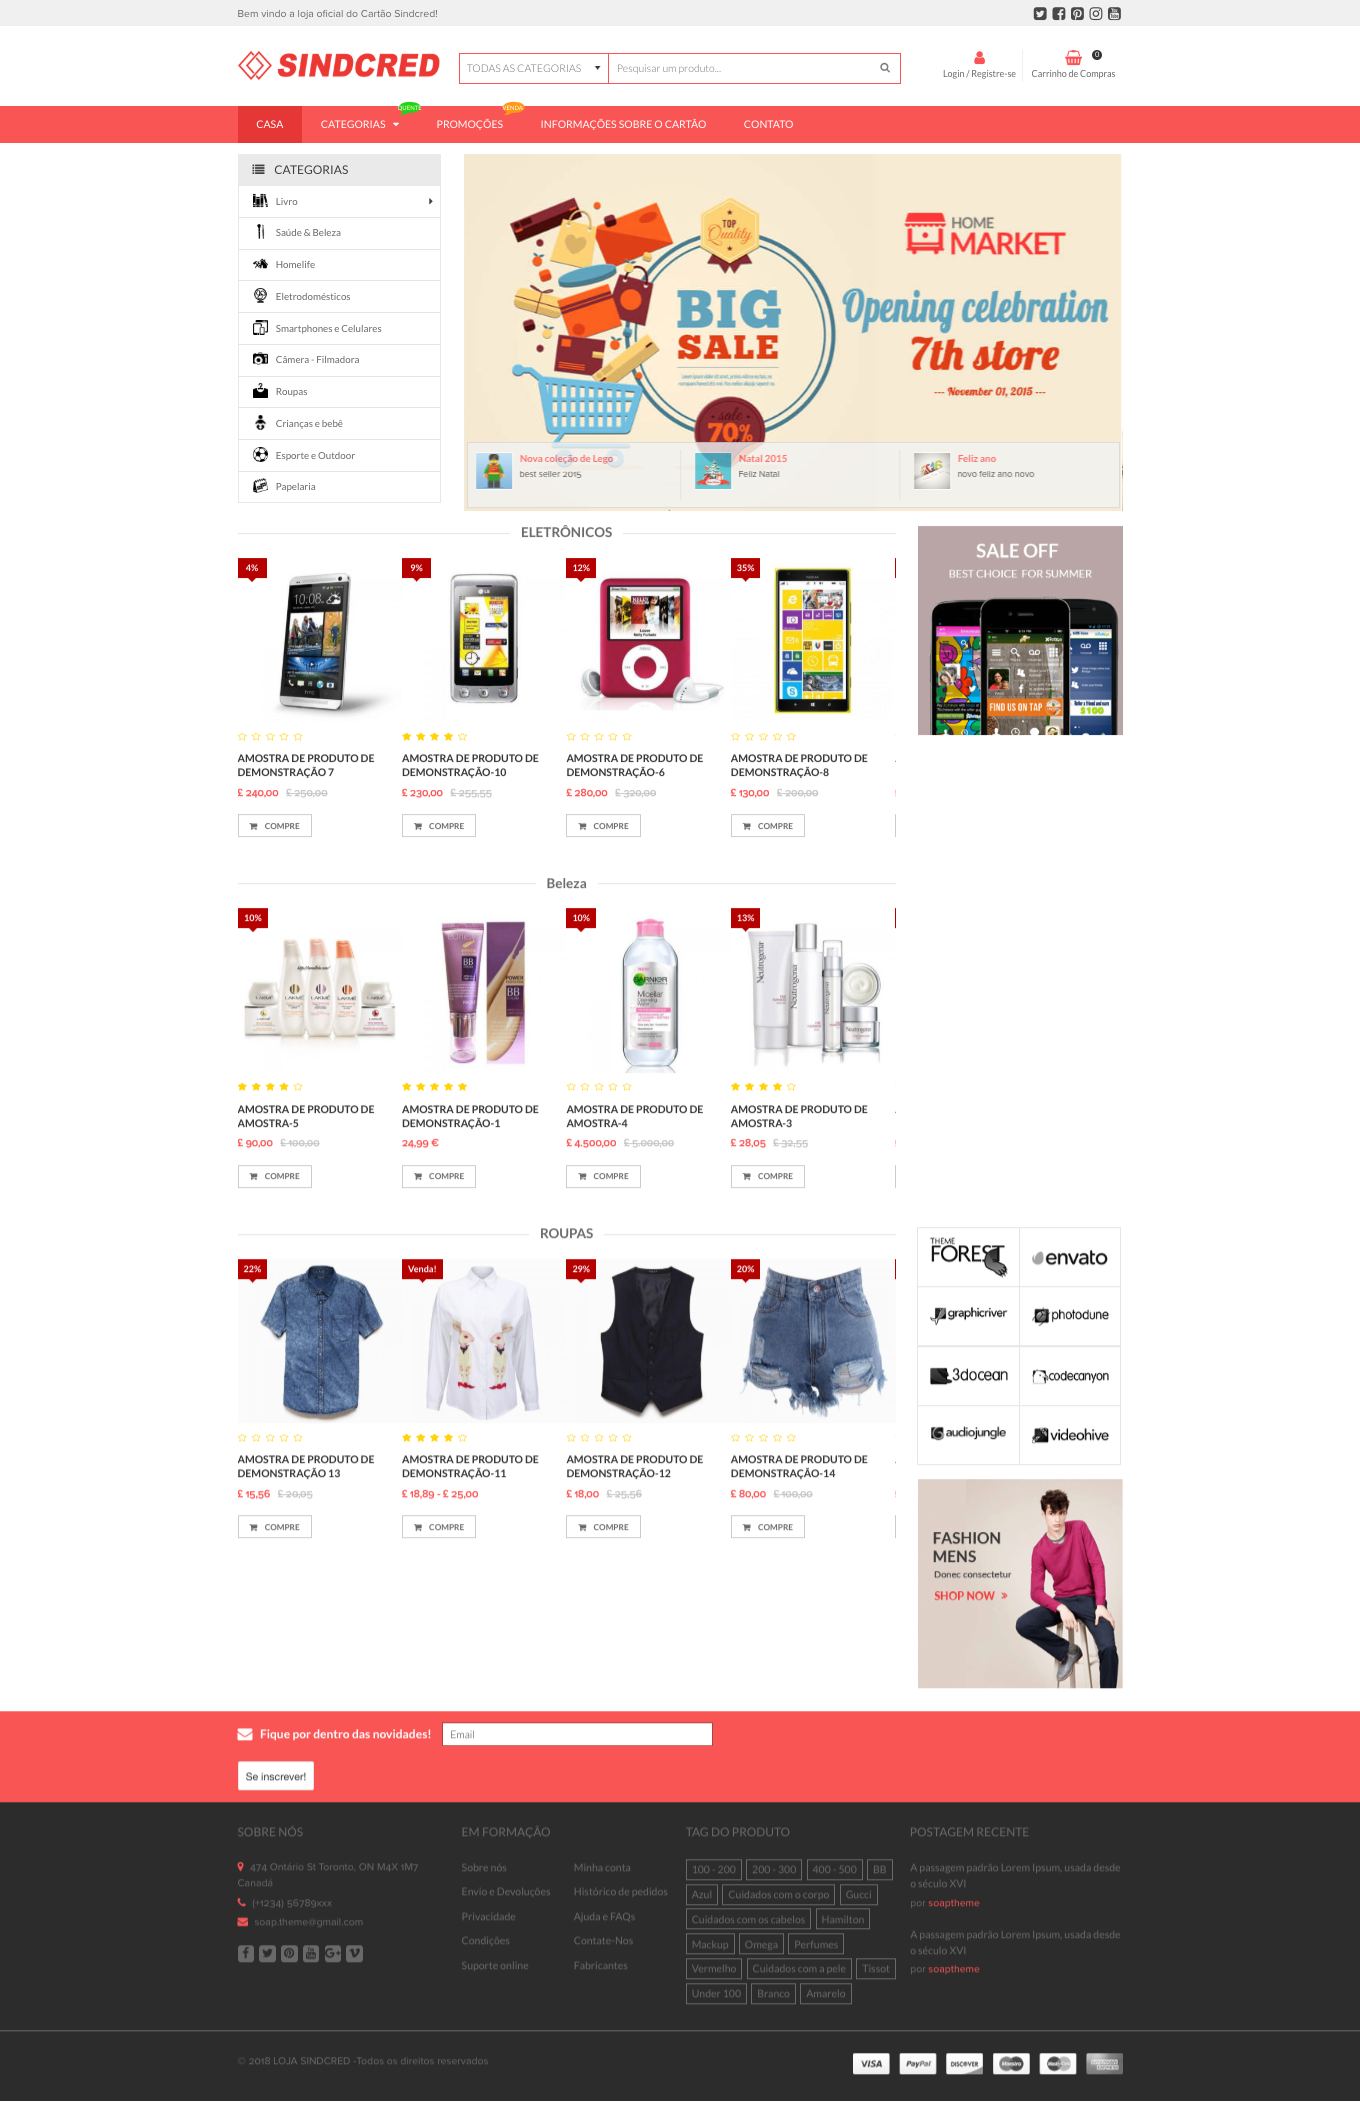 Bem vindo a loja oficial do Cartão Sindcred!
SINDCRED
TODAS AS CATEGORIAS
Pesquisar um produto...
Login / Registre-se
0
Carrinho de Compras
CASA
CATEGORIAS
QUENTE
PROMOÇÕES
VENDA
INFORMAÇÕES SOBRE O CARTÃO
CONTATO
CATEGORIAS
Livro
Saúde & Beleza
Homelife
Eletrodomésticos
Smartphones e Celulares
Câmera - Filmadora
Roupas
Crianças e bebê
Esporte e Outdoor
Papelaria
TOP
Quality
BIG
SALE
sale
70%
HOME
MARKET
Opening celebration
7th store
--- November 01, 2015 ---
Nova coleção de Lego
best seller 2015
Natal 2015
Feliz Natal
Feliz ano
novo feliz ano novo
ELETRÔNICOS
4%
9%
12%
35%
AMOSTRA DE PRODUTO DE
DEMONSTRAÇÃO 7
£ 240,00 £ 250,00
COMPRE
AMOSTRA DE PRODUTO DE
DEMONSTRAÇÃO-10
£ 230,00 £ 255,55
COMPRE
AMOSTRA DE PRODUTO DE
DEMONSTRAÇÃO-6
£ 280,00 £ 320,00
COMPRE
AMOSTRA DE PRODUTO DE
DEMONSTRAÇÃO-8
£ 130,00 £ 200,00
COMPRE
SALE OFF
BEST CHOICE FOR SUMMER
FIND US ON TAP
$100
Beleza
10%
10%
13%
LAKMÉ
BB
POWER
BB
GARNIER
Micellar
Neutrogena
Neutrogena
AMOSTRA DE PRODUTO DE
AMOSTRA-5
£ 90,00 £ 100,00
COMPRE
AMOSTRA DE PRODUTO DE
DEMONSTRAÇÃO-1
24,99 €
COMPRE
AMOSTRA DE PRODUTO DE
AMOSTRA-4
£ 4.500,00 £ 5.000,00
COMPRE
AMOSTRA DE PRODUTO DE
AMOSTRA-3
£ 28,05 £ 32,55
COMPRE
ROUPAS
22%
Venda!
29%
20%
AMOSTRA DE PRODUTO DE
DEMONSTRAÇÃO 13
£ 15,56 £ 20,05
COMPRE
AMOSTRA DE PRODUTO DE
DEMONSTRAÇÃO-11
£ 18,89 - £ 25,00
COMPRE
AMOSTRA DE PRODUTO DE
DEMONSTRAÇÃO-12
£ 18,00 £ 25,56
COMPRE
AMOSTRA DE PRODUTO DE
DEMONSTRAÇÃO-14
£ 80,00 £ 100,00
COMPRE
THEME
FOREST
envato
graphicriver
photodune
3docean
codecanyon
audiojungle
videohive
FASHION
MENS
Donec consectetur
SHOP NOW »
Fique por dentro das novidades!
Email
Se inscrever!
SOBRE NÓS
474 Ontário St Toronto, ON M4X 1M7
Canadá
(+1234) 56789xxx
soap.theme@gmail.com
EM FORMAÇÃO
Sobre nós
Envio e Devoluções
Privacidade
Condições
Suporte online
Minha conta
Histórico de pedidos
Ajuda e FAQs
Contate-Nos
Fabricantes
TAG DO PRODUTO
100 - 200 200 - 300 400 - 500 BB
Azul Cuidados com o corpo Gucci
Cuidados com os cabelos Hamilton
Mackup Omega Perfumes
Vermelho Cuidados com a pele Tissot
Under 100 Branco Amarelo
POSTAGEM RECENTE
A passagem padrão Lorem Ipsum, usada desde
o século XVI
por soaptheme
A passagem padrão Lorem Ipsum, usada desde
o século XVI
por soaptheme
© 2018 LOJA SINDCRED -Todos os direitos reservados
VISA
PayPal
DISCOVER
Maestro